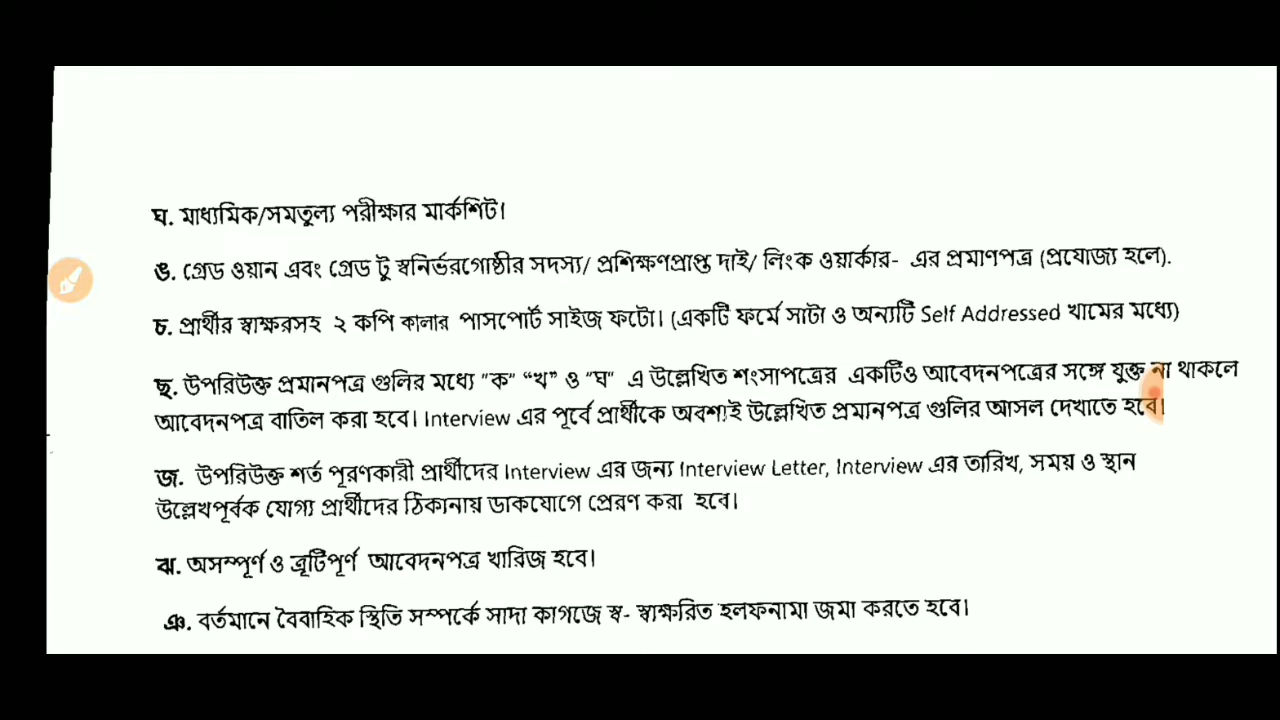 ঘ. মাধ্যমিক/সমতুল্য পরীক্ষার মার্কশিট।
ঙ. গ্রেড ওয়ান এবং গ্রেড টু স্বনির্ভরগোষ্ঠীর সদস্য/ প্রশিক্ষণপ্রাপ্ত দাই/ লিংক ওয়ার্কার- এর প্রমাণপত্র (প্রযোজ্য হলে).
চ. প্রার্থীর স্বাক্ষরসহ ২ কপি কালার পাসপোর্ট সাইজ ফটো। (একটি ফর্মে সাটা ও অন্যটি Self Addressed খামের মধ্যে)
ছ. উপরিউক্ত প্রমানপত্র গুলির মধ্যে "ক" "খ" ও "ঘ" এ উল্লেখিত শংসাপত্রের একটিও আবেদনপত্রের সঙ্গে যুক্ত না থাকলে
আবেদনপত্র বাতিল করা হবে। Interview এর পূর্বে প্রার্থীকে অবশ্যই উল্লেখিত প্রমানপত্র গুলির আসল দেখাতে হবে।
জ. উপরিউক্ত শর্ত পূরণকারী প্রার্থীদের Interview এর জন্য Interview Letter, Interview এর তারিখ, সময় ও স্থান
উল্লেখপূর্বক যোগ্য প্রার্থীদের ঠিকানায় ডাকযোগে প্রেরণ করা হবে।
ঝ. অসম্পূর্ণ ও ত্রূটিপূর্ণ আবেদনপত্র খারিজ হবে।
ঞ. বর্তমানে বৈবাহিক স্থিতি সম্পর্কে সাদা কাগজে স্ব- স্বাক্ষরিত হলফনামা জমা করতে হবে।